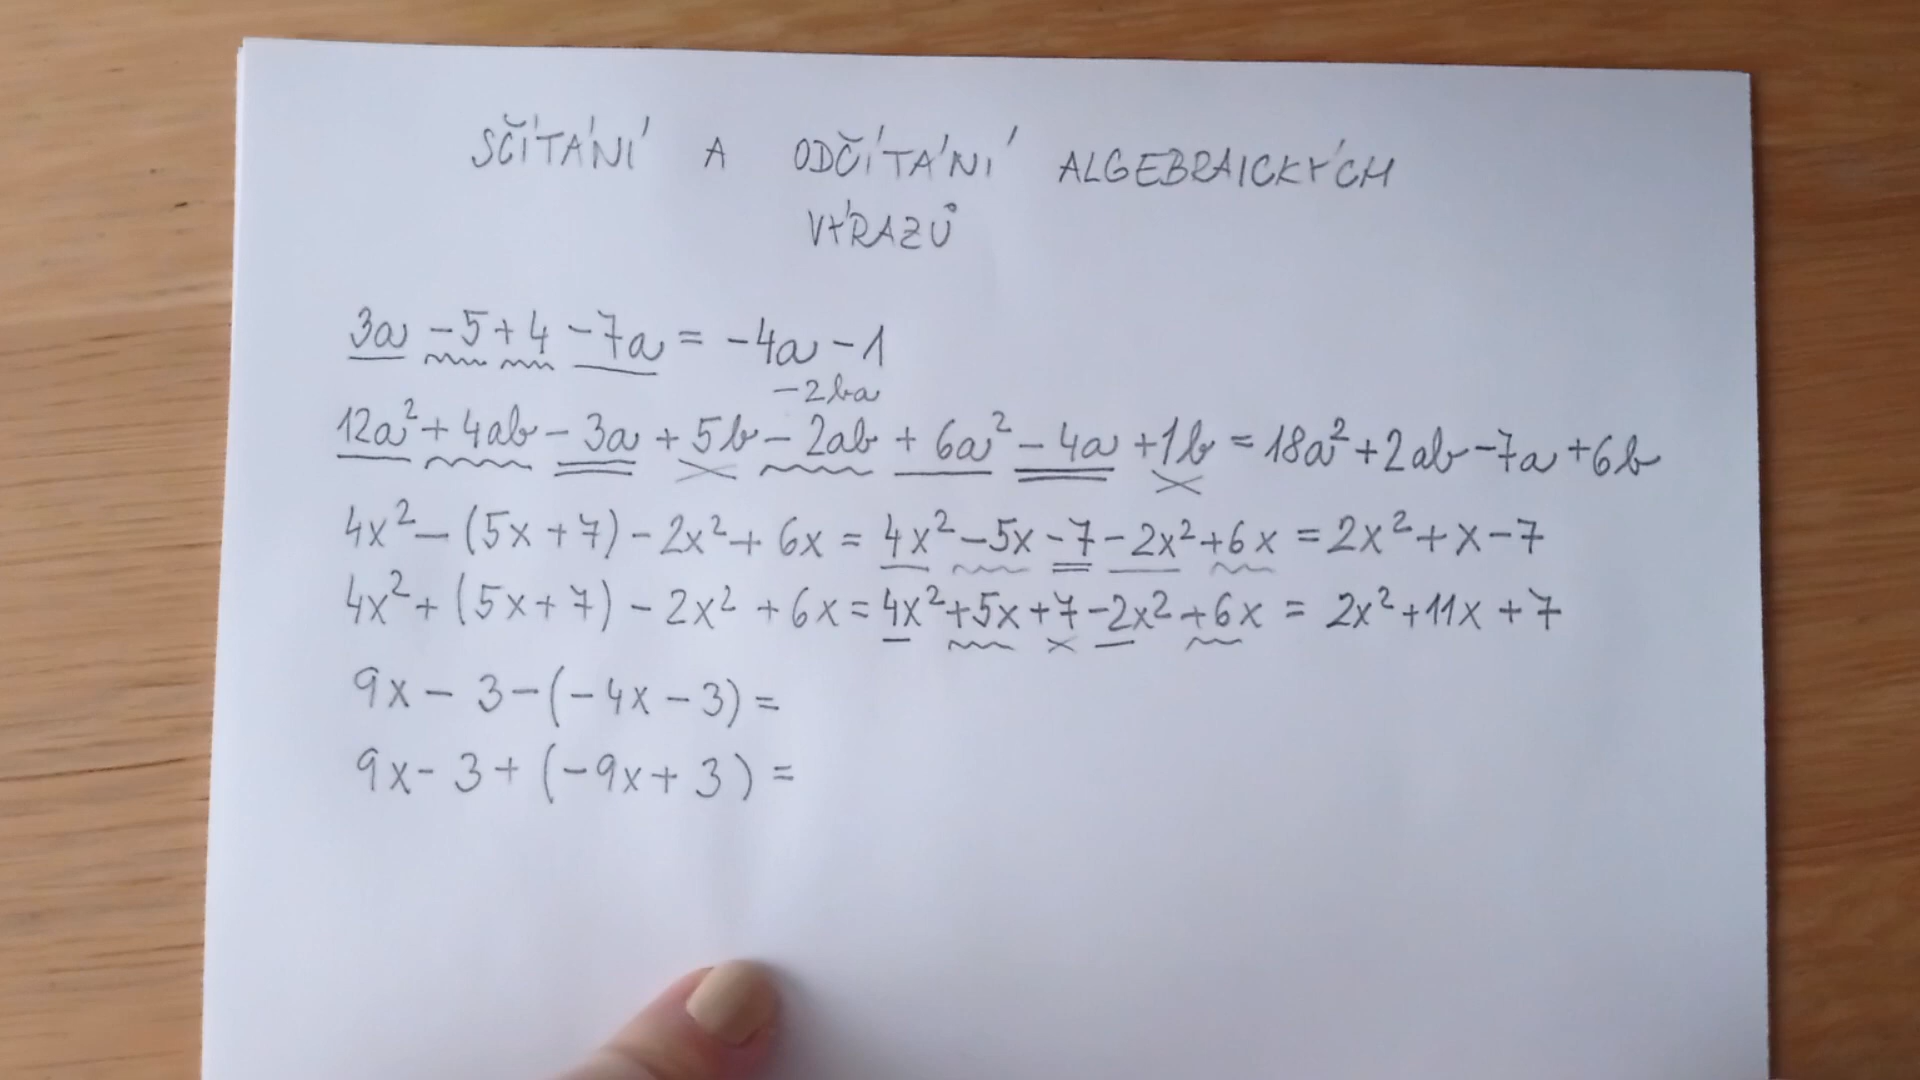 SČÍTÁNÍ A ODČÍTÁNÍ ALGEBRAICKÝCH
VÝRAZŮ
3a - 5 + 4 - 7a = -4a - 1
-2ba
12a² + 4ab - 3a + 5b - 2ab + 6a² - 4a + 1b = 18a² + 2ab - 7a + 6b
4x² - (5x + 7) - 2x² + 6x = 4x² - 5x - 7 - 2x² + 6x = 2x² + x - 7
4x² + (5x + 7) - 2x² + 6x = 4x² + 5x + 7 - 2x² + 6x = 2x² + 11x + 7
9x - 3 - (-4x - 3) =
9x - 3 + (-9x + 3) =